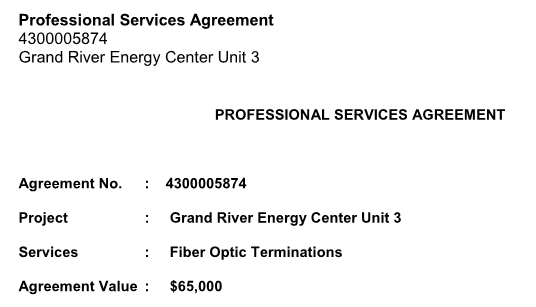 Professional Services Agreement
4300005874
Grand River Energy Center Unit 3
PROFESSIONAL SERVICES AGREEMENT
Agreement No. : 4300005874
Project : Grand River Energy Center Unit 3
Services : Fiber Optic Terminations
Agreement Value : $65,000